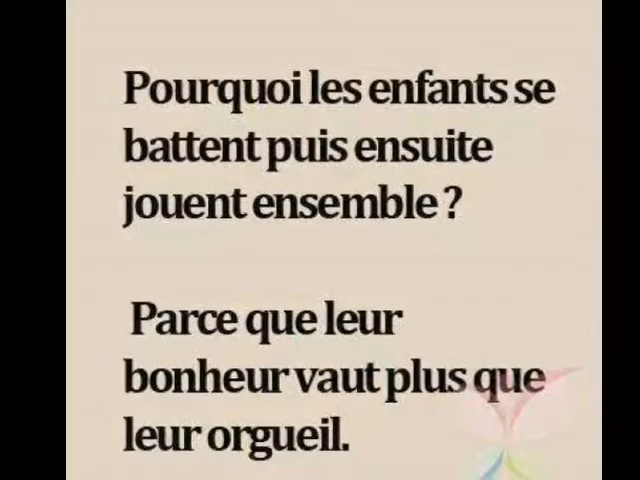 Pourquoi les enfants se
battent puis ensuite
jouent ensemble ?
Parce que leur
bonheur vaut plus que
leur orgueil.